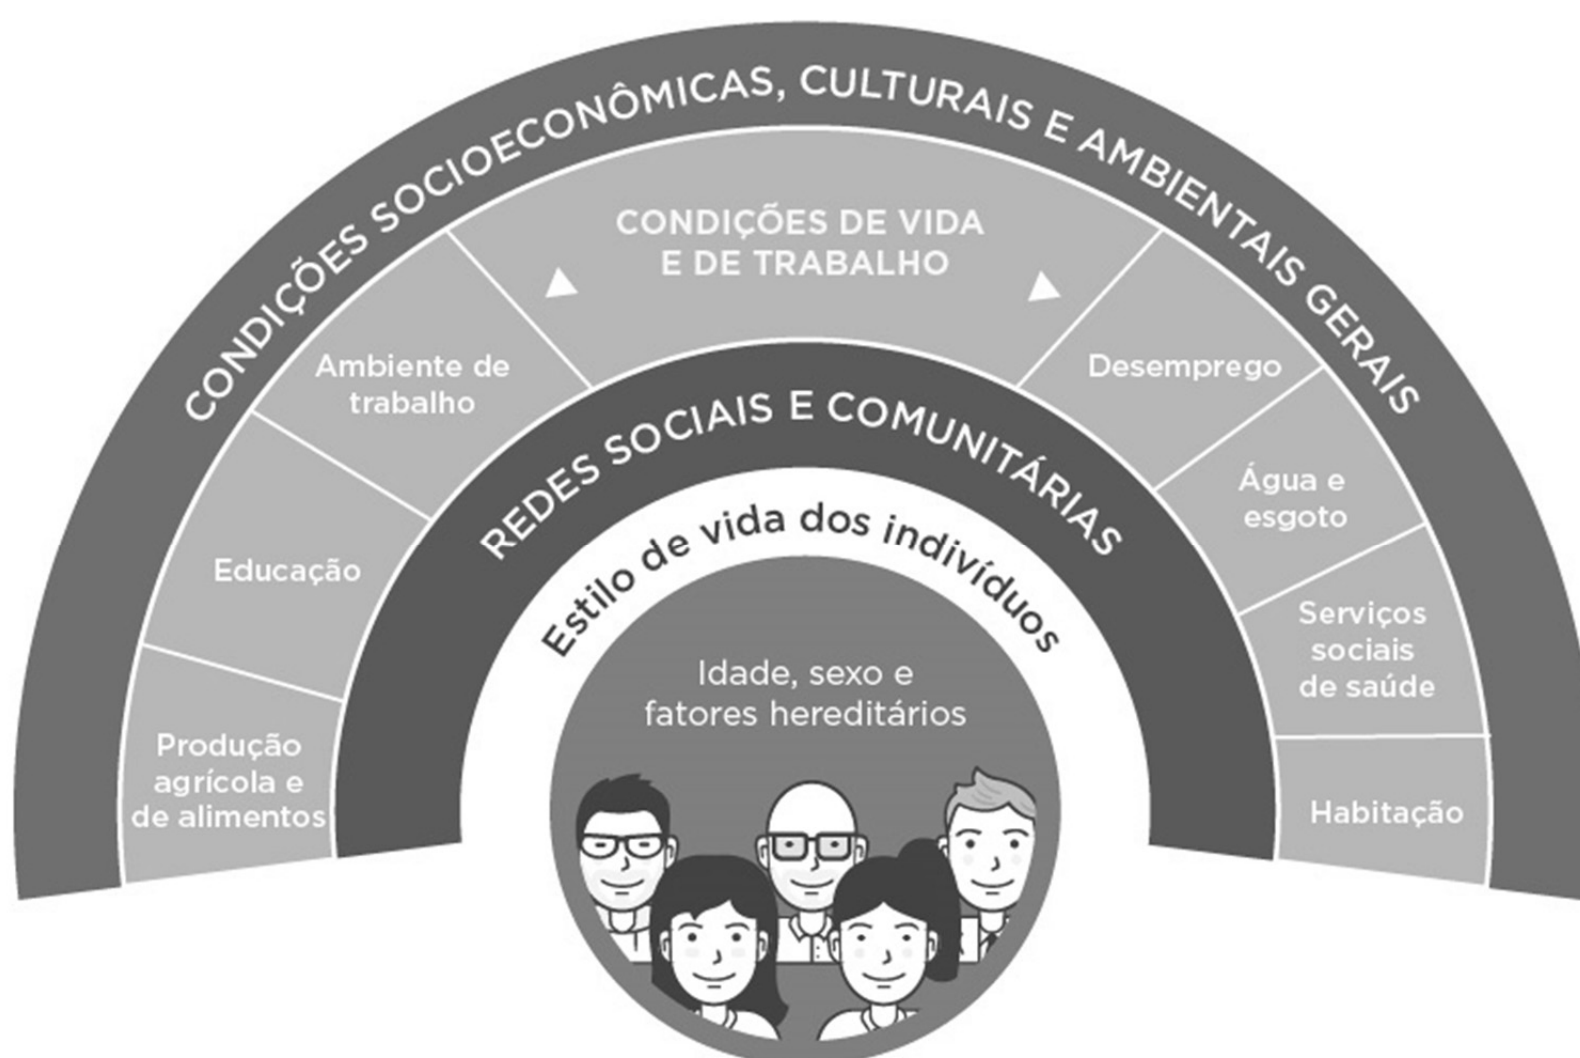 CONDIÇÕES SOCIOECONÔMICAS, CULTURAIS E AMBIENTAIS GERAIS
CONDIÇÕES DE VIDA
E DE TRABALHO
Ambiente de
trabalho
Educação
Produção
agrícola e
de alimentos
Desemprego
Água e
esgoto
Serviços
sociais
de saúde
Habitação
REDES SOCIAIS E COMUNITÁRIAS
Estilo de vida dos indivíduos
Idade, sexo e
fatores hereditários